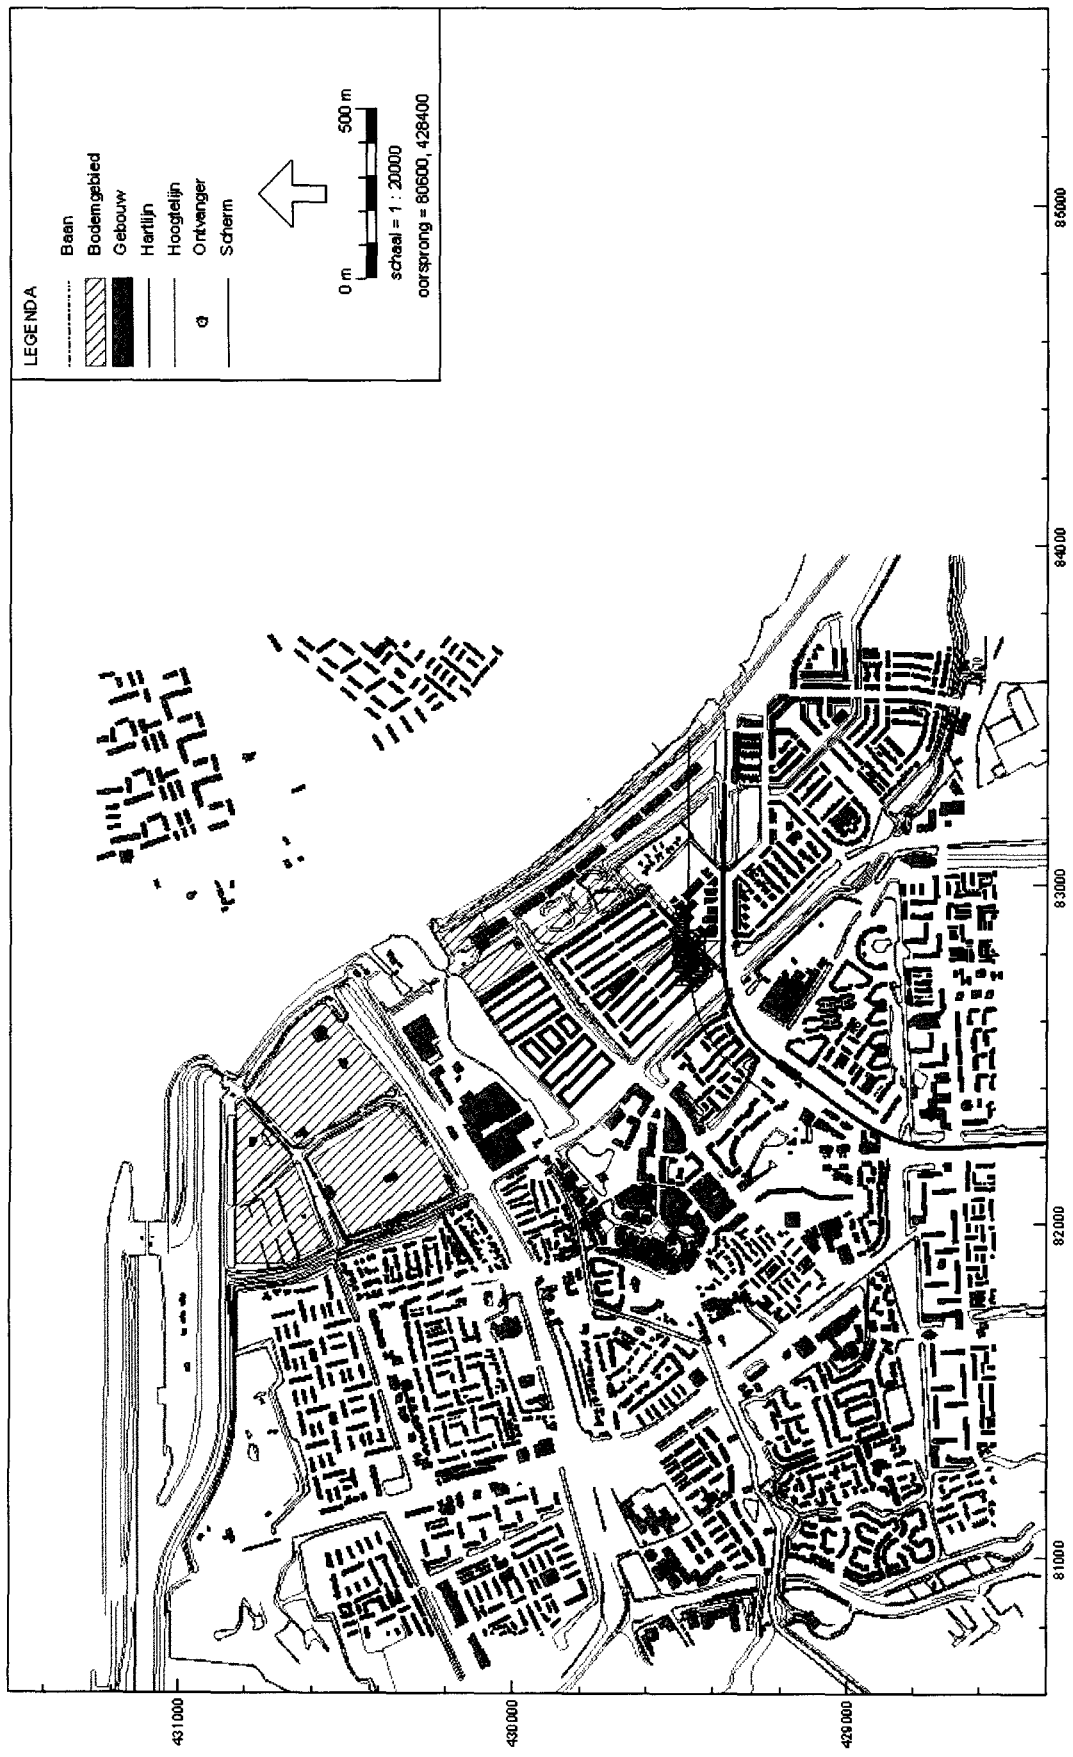 LEGENDA
Baan
Bodemgebied
Gebouw
Hartlijn
Hoogtelijn
Ontvanger
Scherm
0 m 500 m
schaal = 1 : 20000
oorsprong = 80600, 428400
431000
430000
429000
81000
82000
83000
84000
85000